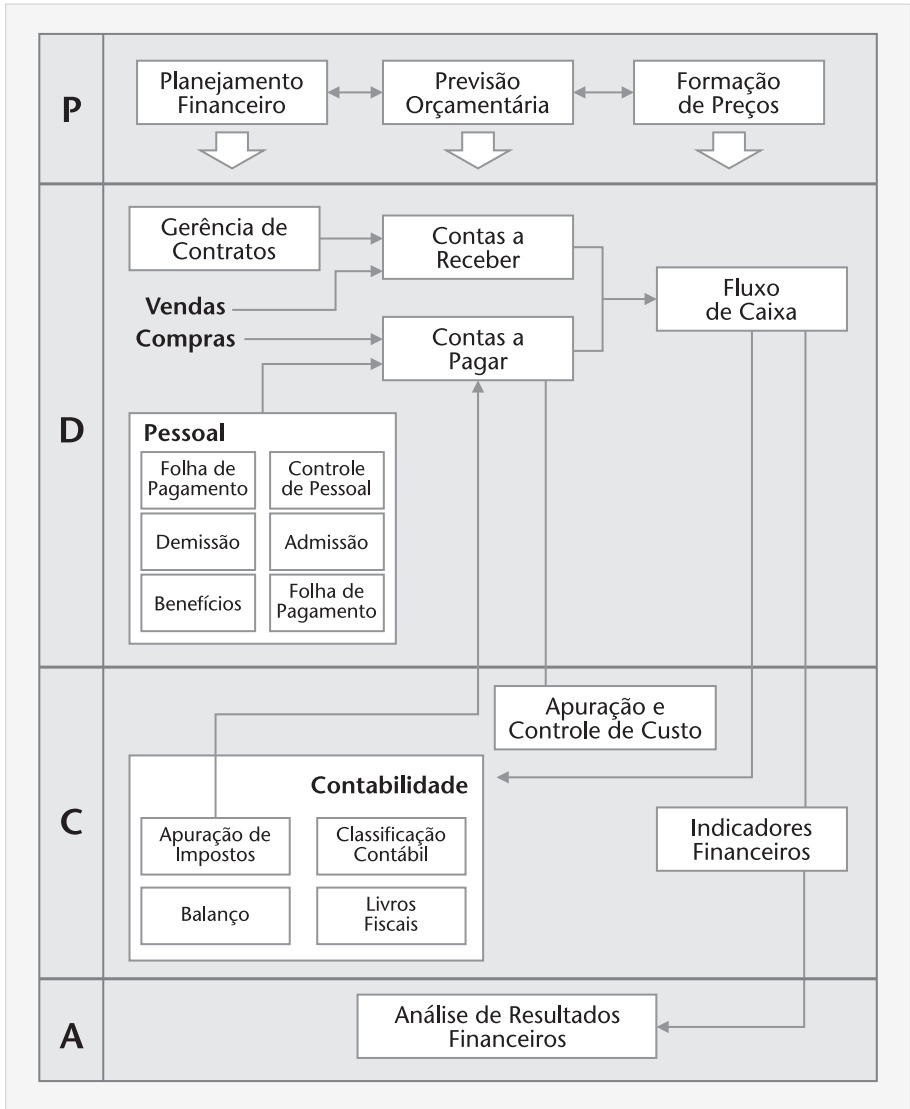 P
Planejamento
Financeiro
Previsão
Orçamentária
Formação
de Preços
D
Gerência de
Contratos
Contas a
Receber
Vendas
Compras
Contas a
Pagar
Fluxo
de Caixa
Pessoal
Folha de
Pagamento
Controle
de Pessoal
Demissão
Admissão
Benefícios
Folha de
Pagamento
C
Apuração e
Controle de Custo
Contabilidade
Apuração de
Impostos
Classificação
Contábil
Balanço
Livros
Fiscais
Indicadores
Financeiros
A
Análise de Resultados
Financeiros